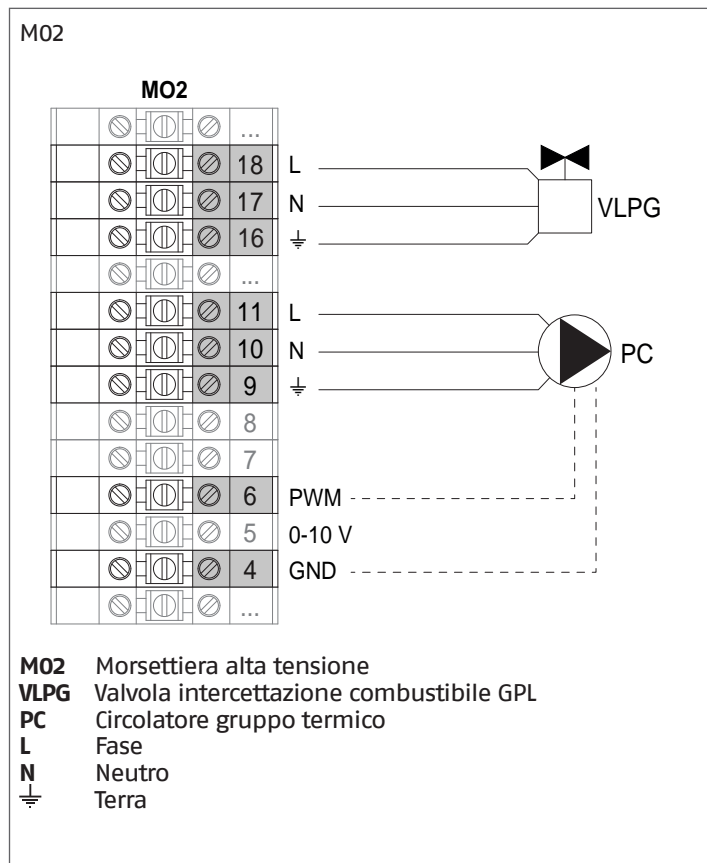 M02
MO2
...
18 L
17 N VLPG
16
...
11 L
10 N PC
9
8
7
6 PWM
5 0-10 V
4 GND
...
M02 Morsettiera alta tensione
VLPG Valvola intercettazione combustibile GPL
PC Circolatore gruppo termico
L Fase
N Neutro
⏚ Terra